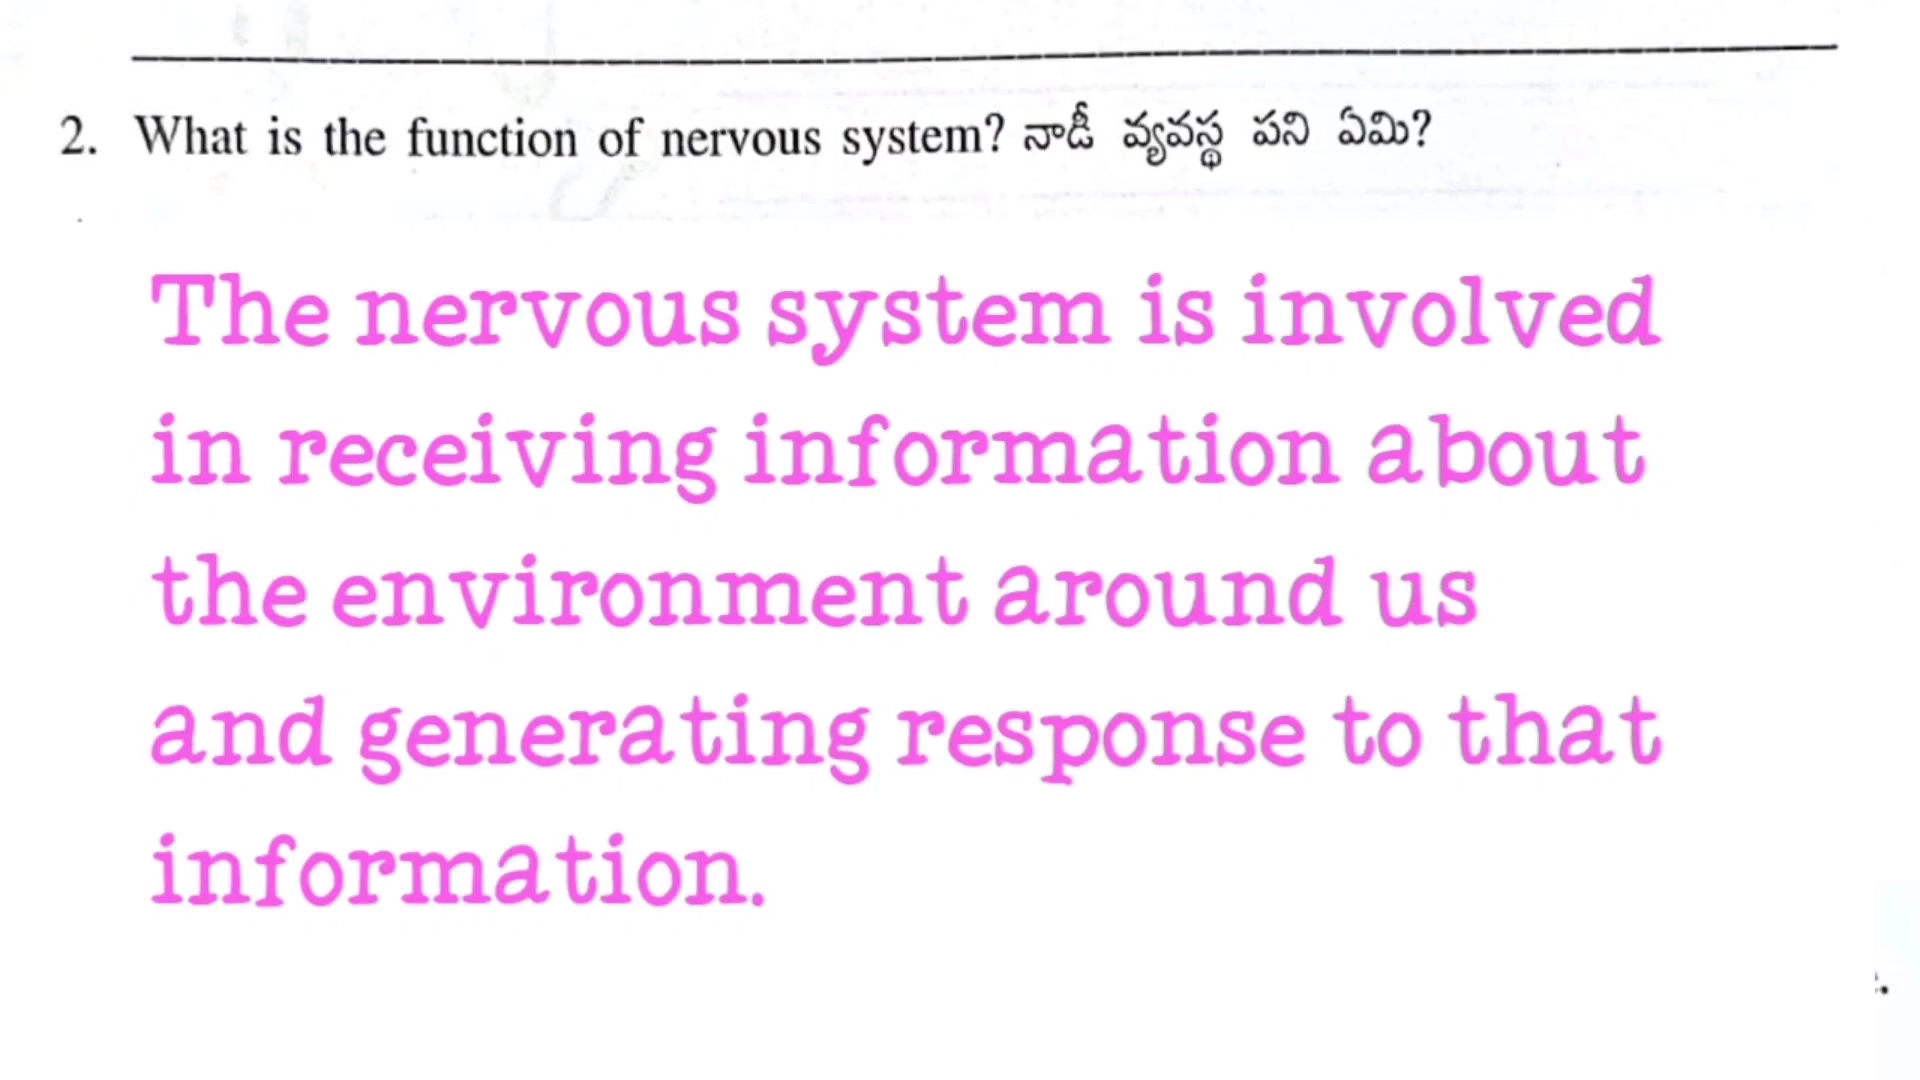 2. What is the function of nervous system? నాడీ వ్యవస్థ పని ఏమి?
The nervous system is involved
in receiving information about
the environment around us
and generating response to that
information.